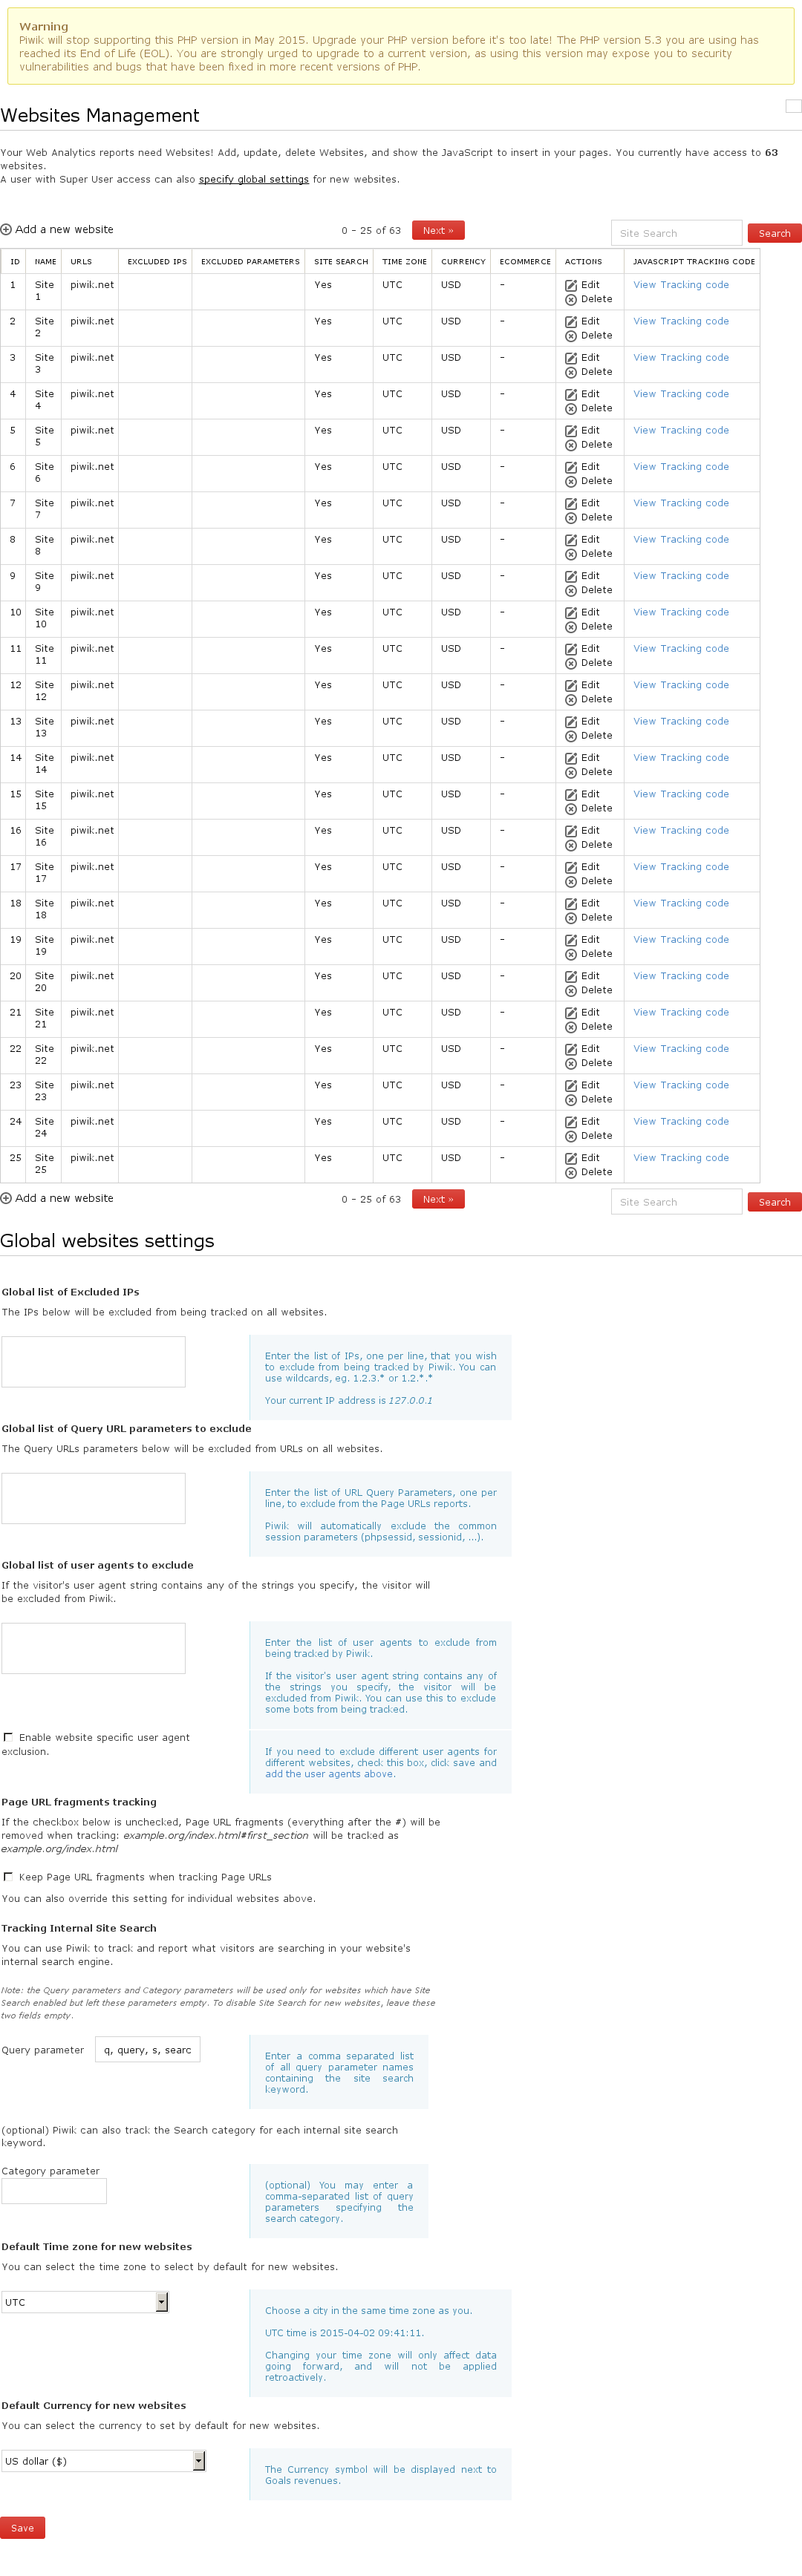 Warning
Piwik will stop supporting this PHP version in May 2015. Upgrade your PHP version before it's too late! The PHP version 5.3 you are using has
reached its End of Life (EOL). You are strongly urged to upgrade to a current version, as using this version may expose you to security
vulnerabilities and bugs that have been fixed in more recent versions of PHP.
Websites Management
Your Web Analytics reports need Websites! Add, update, delete Websites, and show the JavaScript to insert in your pages. You currently have access to 63
websites.
A user with Super User access can also specify global settings for new websites.
Add a new website 0 - 25 of 63 Next » Site Search Search
ID NAME URLS EXCLUDED IPS EXCLUDED PARAMETERS SITE SEARCH TIME ZONE CURRENCY ECOMMERCE ACTIONS JAVASCRIPT TRACKING CODE
1 Site piwik.net Yes UTC USD - Edit View Tracking code
1 Delete
2 Site piwik.net Yes UTC USD - Edit View Tracking code
2 Delete
3 Site piwik.net Yes UTC USD - Edit View Tracking code
3 Delete
4 Site piwik.net Yes UTC USD - Edit View Tracking code
4 Delete
5 Site piwik.net Yes UTC USD - Edit View Tracking code
5 Delete
6 Site piwik.net Yes UTC USD - Edit View Tracking code
6 Delete
7 Site piwik.net Yes UTC USD - Edit View Tracking code
7 Delete
8 Site piwik.net Yes UTC USD - Edit View Tracking code
8 Delete
9 Site piwik.net Yes UTC USD - Edit View Tracking code
9 Delete
10 Site piwik.net Yes UTC USD - Edit View Tracking code
10 Delete
11 Site piwik.net Yes UTC USD - Edit View Tracking code
11 Delete
12 Site piwik.net Yes UTC USD - Edit View Tracking code
12 Delete
13 Site piwik.net Yes UTC USD - Edit View Tracking code
13 Delete
14 Site piwik.net Yes UTC USD - Edit View Tracking code
14 Delete
15 Site piwik.net Yes UTC USD - Edit View Tracking code
15 Delete
16 Site piwik.net Yes UTC USD - Edit View Tracking code
16 Delete
17 Site piwik.net Yes UTC USD - Edit View Tracking code
17 Delete
18 Site piwik.net Yes UTC USD - Edit View Tracking code
18 Delete
19 Site piwik.net Yes UTC USD - Edit View Tracking code
19 Delete
20 Site piwik.net Yes UTC USD - Edit View Tracking code
20 Delete
21 Site piwik.net Yes UTC USD - Edit View Tracking code
21 Delete
22 Site piwik.net Yes UTC USD - Edit View Tracking code
22 Delete
23 Site piwik.net Yes UTC USD - Edit View Tracking code
23 Delete
24 Site piwik.net Yes UTC USD - Edit View Tracking code
24 Delete
25 Site piwik.net Yes UTC USD - Edit View Tracking code
25 Delete
Add a new website 0 - 25 of 63 Next » Site Search Search
Global websites settings
Global list of Excluded IPs
The IPs below will be excluded from being tracked on all websites.
Enter the list of IPs, one per line, that you wish
to exclude from being tracked by Piwik. You can
use wildcards, eg. 1.2.3.* or 1.2.*.*
Your current IP address is 127.0.0.1
Global list of Query URL parameters to exclude
The Query URLs parameters below will be excluded from URLs on all websites.
Enter the list of URL Query Parameters, one per
line, to exclude from the Page URLs reports.
Piwik will automatically exclude the common
session parameters (phpsessid, sessionid, ...).
Global list of user agents to exclude
If the visitor's user agent string contains any of the strings you specify, the visitor will
be excluded from Piwik.
Enter the list of user agents to exclude from
being tracked by Piwik.
If the visitor's user agent string contains any of
the strings you specify, the visitor will be
excluded from Piwik. You can use this to exclude
some bots from being tracked.
Enable website specific user agent
exclusion.
If you need to exclude different user agents for
different websites, check this box, click save and
add the user agents above.
Page URL fragments tracking
If the checkbox below is unchecked, Page URL fragments (everything after the #) will be
removed when tracking: example.org/index.html#first_section will be tracked as
example.org/index.html
Keep Page URL fragments when tracking Page URLs
You can also override this setting for individual websites above.
Tracking Internal Site Search
You can use Piwik to track and report what visitors are searching in your website's
internal search engine.
Note: the Query parameters and Category parameters will be used only for websites which have Site
Search enabled but left these parameters empty. To disable Site Search for new websites, leave these
two fields empty.
Query parameter q, query, s, searc
Enter a comma separated list
of all query parameter names
containing the site search
keyword.
(optional) Piwik can also track the Search category for each internal site search
keyword.
Category parameter
(optional) You may enter a
comma-separated list of query
parameters specifying the
search category.
Default Time zone for new websites
You can select the time zone to select by default for new websites.
UTC
Choose a city in the same time zone as you.
UTC time is 2015-04-02 09:41:11.
Changing your time zone will only affect data
going forward, and will not be applied
retroactively.
Default Currency for new websites
You can select the currency to set by default for new websites.
US dollar ($)
The Currency symbol will be displayed next to
Goals revenues.
Save